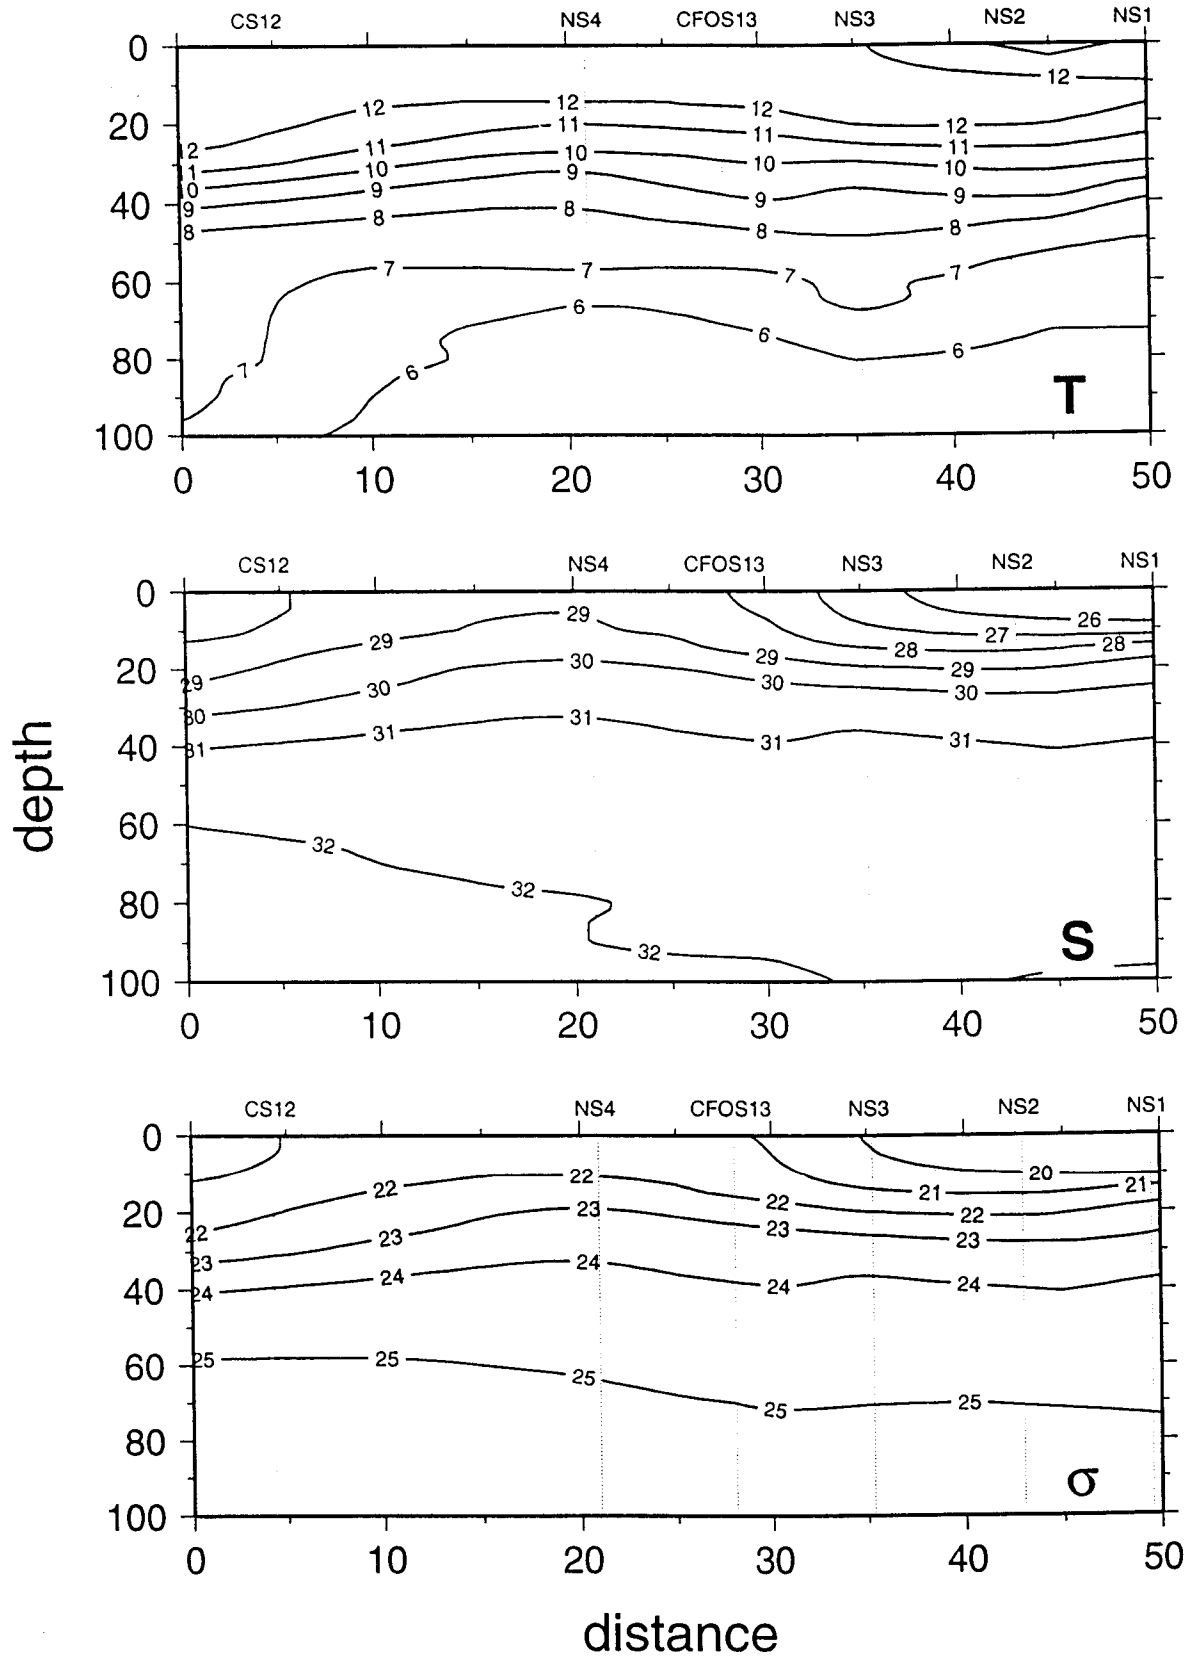 CS12 NS4 CFOS13 NS3 NS2 NS1
0
12
12 12 12
20 12
12 11 11 11
11 10 10 10 10
10 9 9 9 9
40 9 8 8 8 8
8
60 7 7 7 7
6 6 6
80 7 6
T
100
0 10 20 30 40 50
CS12 NS4 CFOS13 NS3 NS2 NS1
0
29 26
29 27
28 28
20 29 30 29 29
30 30 30
30 31 31
40 31 31 31
60
32
80 32
32 S
100
0 10 20 30 40 50
depth
CS12 NS4 CFOS13 NS3 NS2 NS1
0
22 22 20
21 21
20 23 22 22
22 23 23 23
23 24
40 24 24 24 24
60 25 25 25
25 25
80
σ
100
0 10 20 30 40 50
distance